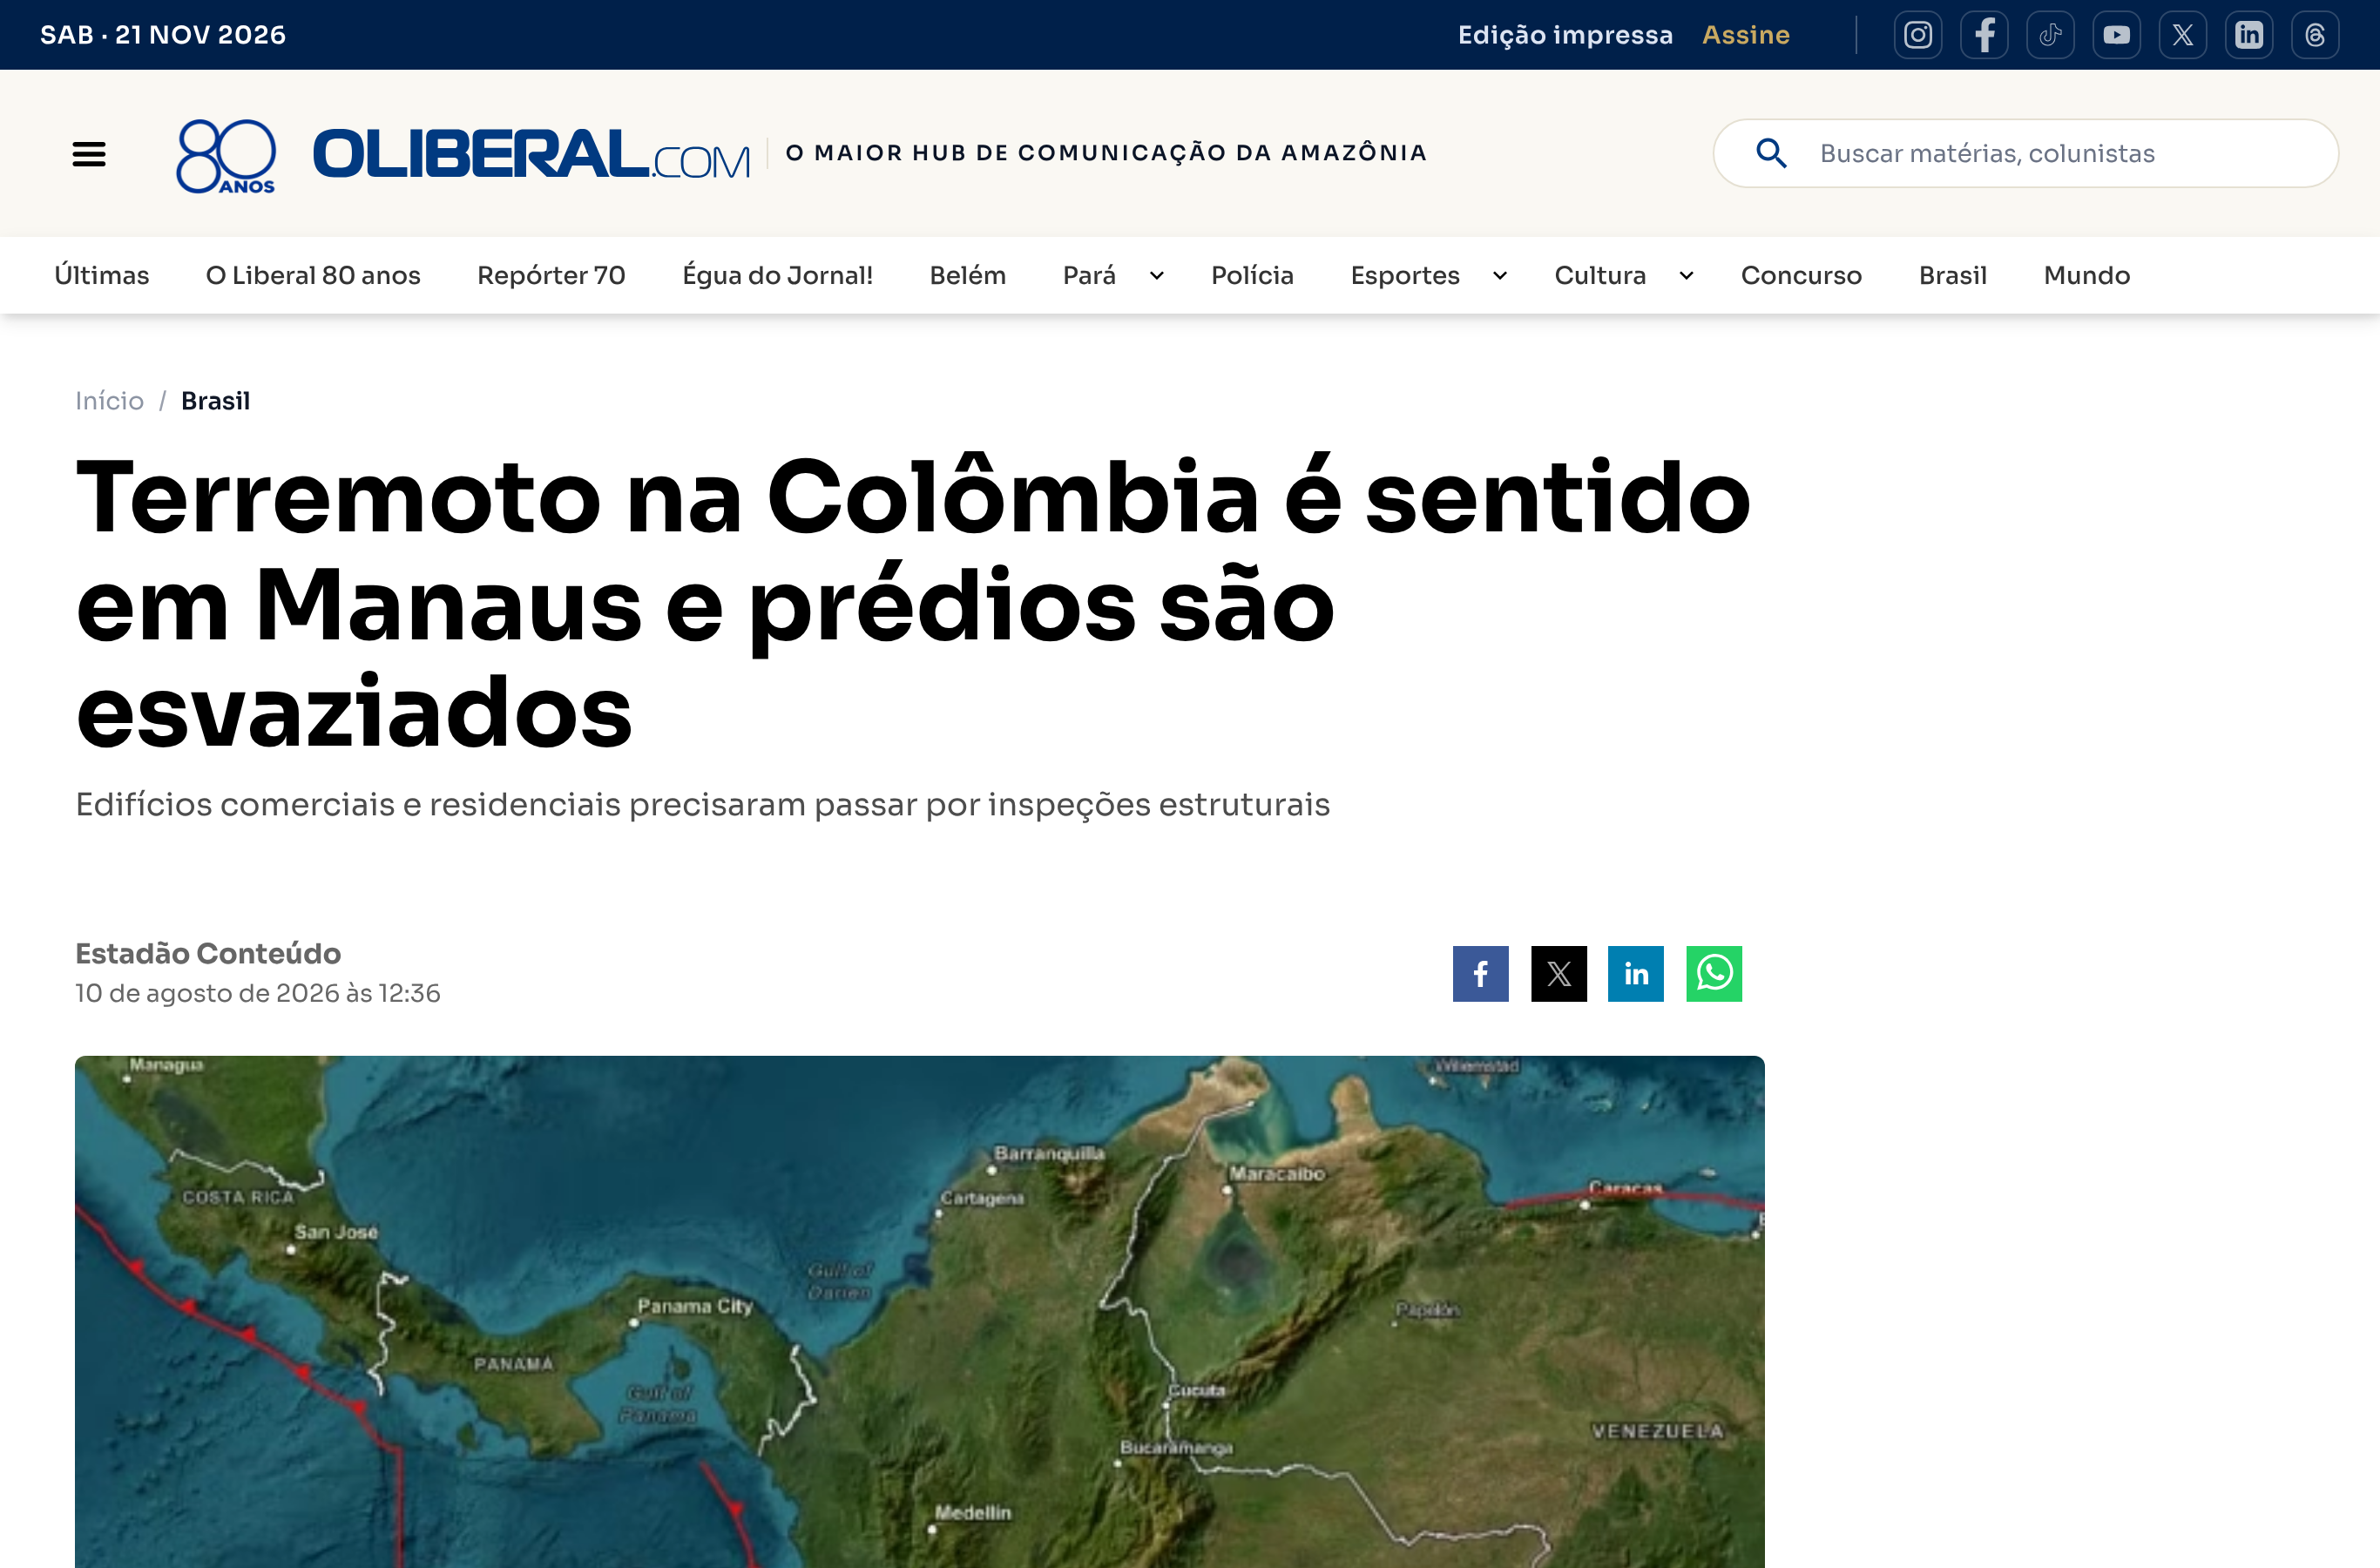 SAB · 21 NOV 2026
Edição impressa
Assine
80 ANOS
OLIBERAL.COM
O MAIOR HUB DE COMUNICAÇÃO DA AMAZÔNIA
Buscar matérias, colunistas
Últimas
O Liberal 80 anos
Repórter 70
Égua do Jornal!
Belém
Pará
Polícia
Esportes
Cultura
Concurso
Brasil
Mundo
Início / Brasil
Terremoto na Colômbia é sentido
em Manaus e prédios são
esvaziados
Edifícios comerciais e residenciais precisaram passar por inspeções estruturais
Estadão Conteúdo
10 de agosto de 2026 às 12:36
Managua
Willemstad
Barranquilla
Maracaibo
Cartagena
Caracas
COSTA RICA
San José
Gulf of
Darien
Panama City
Papelón
PANAMÁ
Gulf of
Panama
Cucuta
VENEZUELA
Bucaramanga
Medellín